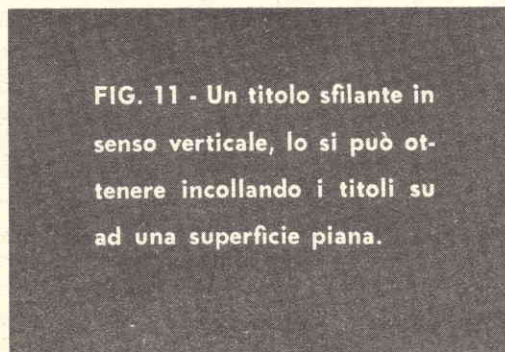 FIG. 11 - Un titolo sfilante in
senso verticale, lo si può ot-
tenere incollando i titoli su
ad una superficie piana.